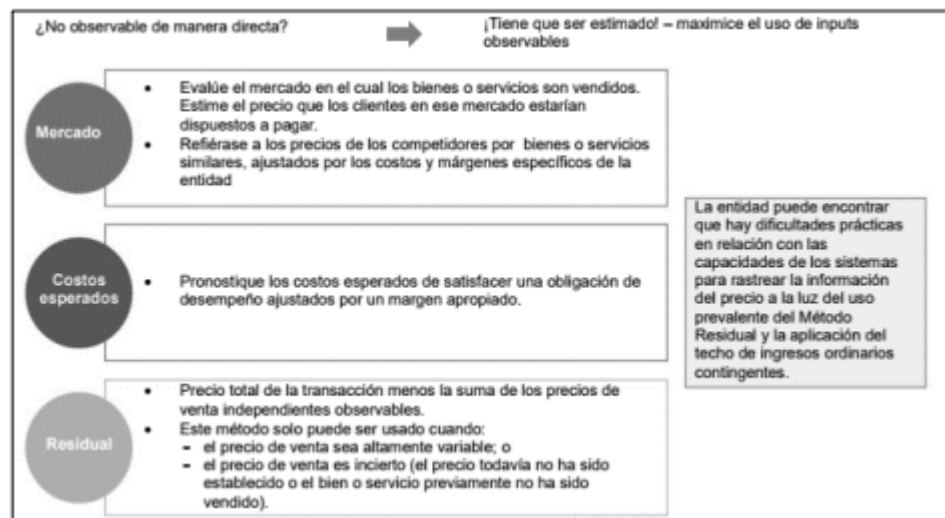 ¿No observable de manera directa?
¡Tiene que ser estimado! – maximice el uso de inputs
observables
Mercado
• Evalúe el mercado en el cual los bienes o servicios son vendidos.
Estime el precio que los clientes en ese mercado estarían
dispuestos a pagar.
• Refiérase a los precios de los competidores por bienes o servicios
similares, ajustados por los costos y márgenes específicos de la
entidad
Costos
esperados
• Pronostique los costos esperados de satisfacer una obligación de
desempeño ajustados por un margen apropiado.
Residual
• Precio total de la transacción menos la suma de los precios de
venta independientes observables.
• Este método solo puede ser usado cuando:
– el precio de venta sea altamente variable; o
– el precio de venta es incierto (el precio todavía no ha sido
establecido o el bien o servicio previamente no ha sido
vendido).
La entidad puede encontrar
que hay dificultades prácticas
en relación con las
capacidades de los sistemas
para rastrear la información
del precio a la luz del uso
prevalente del Método
Residual y la aplicación del
techo de ingresos ordinarios
contingentes.